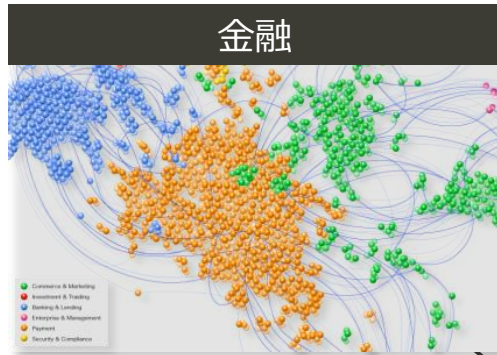 金融
Commerce & Marketing
Investment & Trading
Banking & Lending
Enterprise & Management
Payment
Security & Compliance